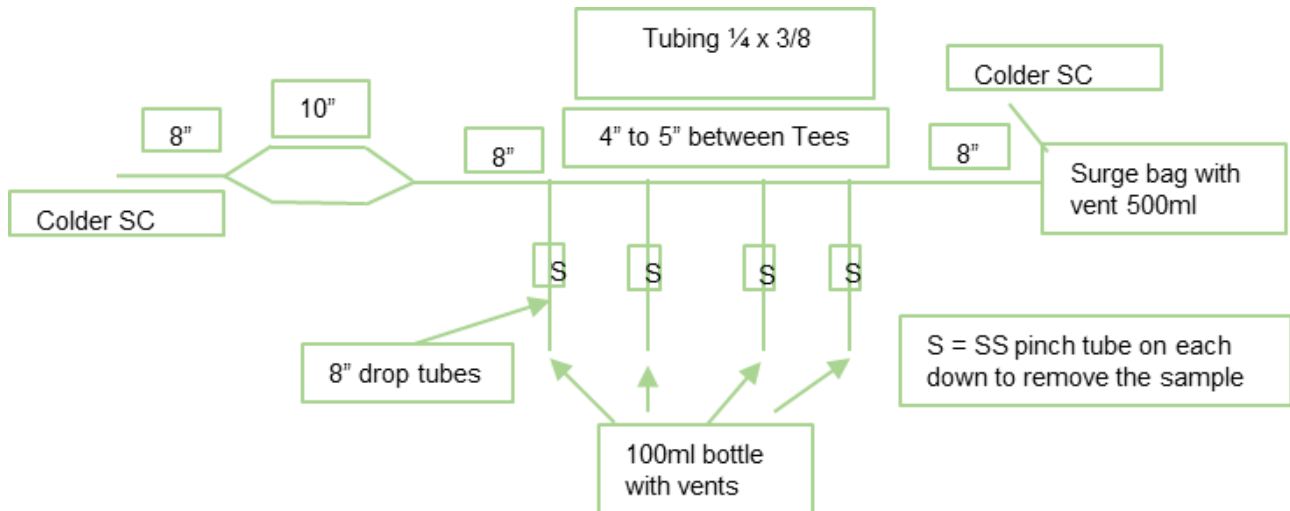 Tubing ¼ x 3/8
Colder SC
10”
8”
8”
4” to 5” between Tees
8”
Surge bag with
vent 500ml
Colder SC
S
S
S
S
8” drop tubes
S = SS pinch tube on each
down to remove the sample
100ml bottle
with vents